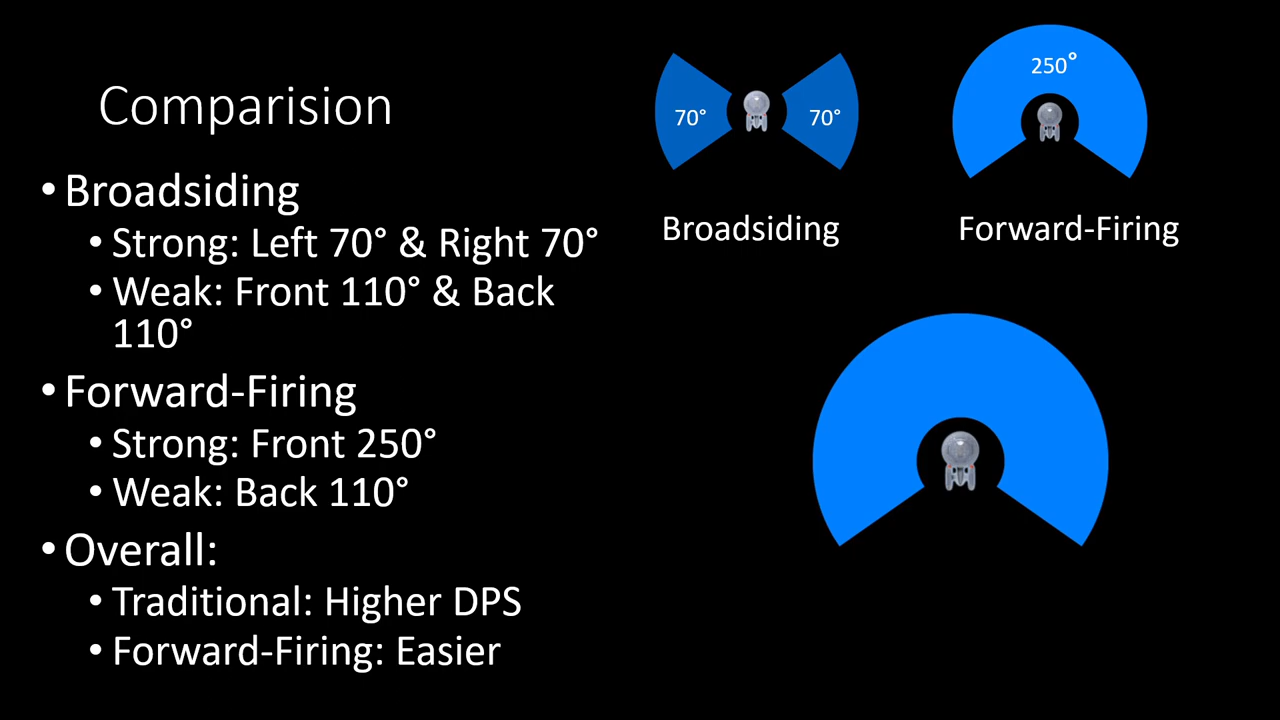 Comparision
• Broadsiding
• Strong: Left 70° & Right 70°
• Weak: Front 110° & Back
110°
• Forward-Firing
• Strong: Front 250°
• Weak: Back 110°
• Overall:
• Traditional: Higher DPS
• Forward-Firing: Easier
70°
70°
Broadsiding
250°
Forward-Firing